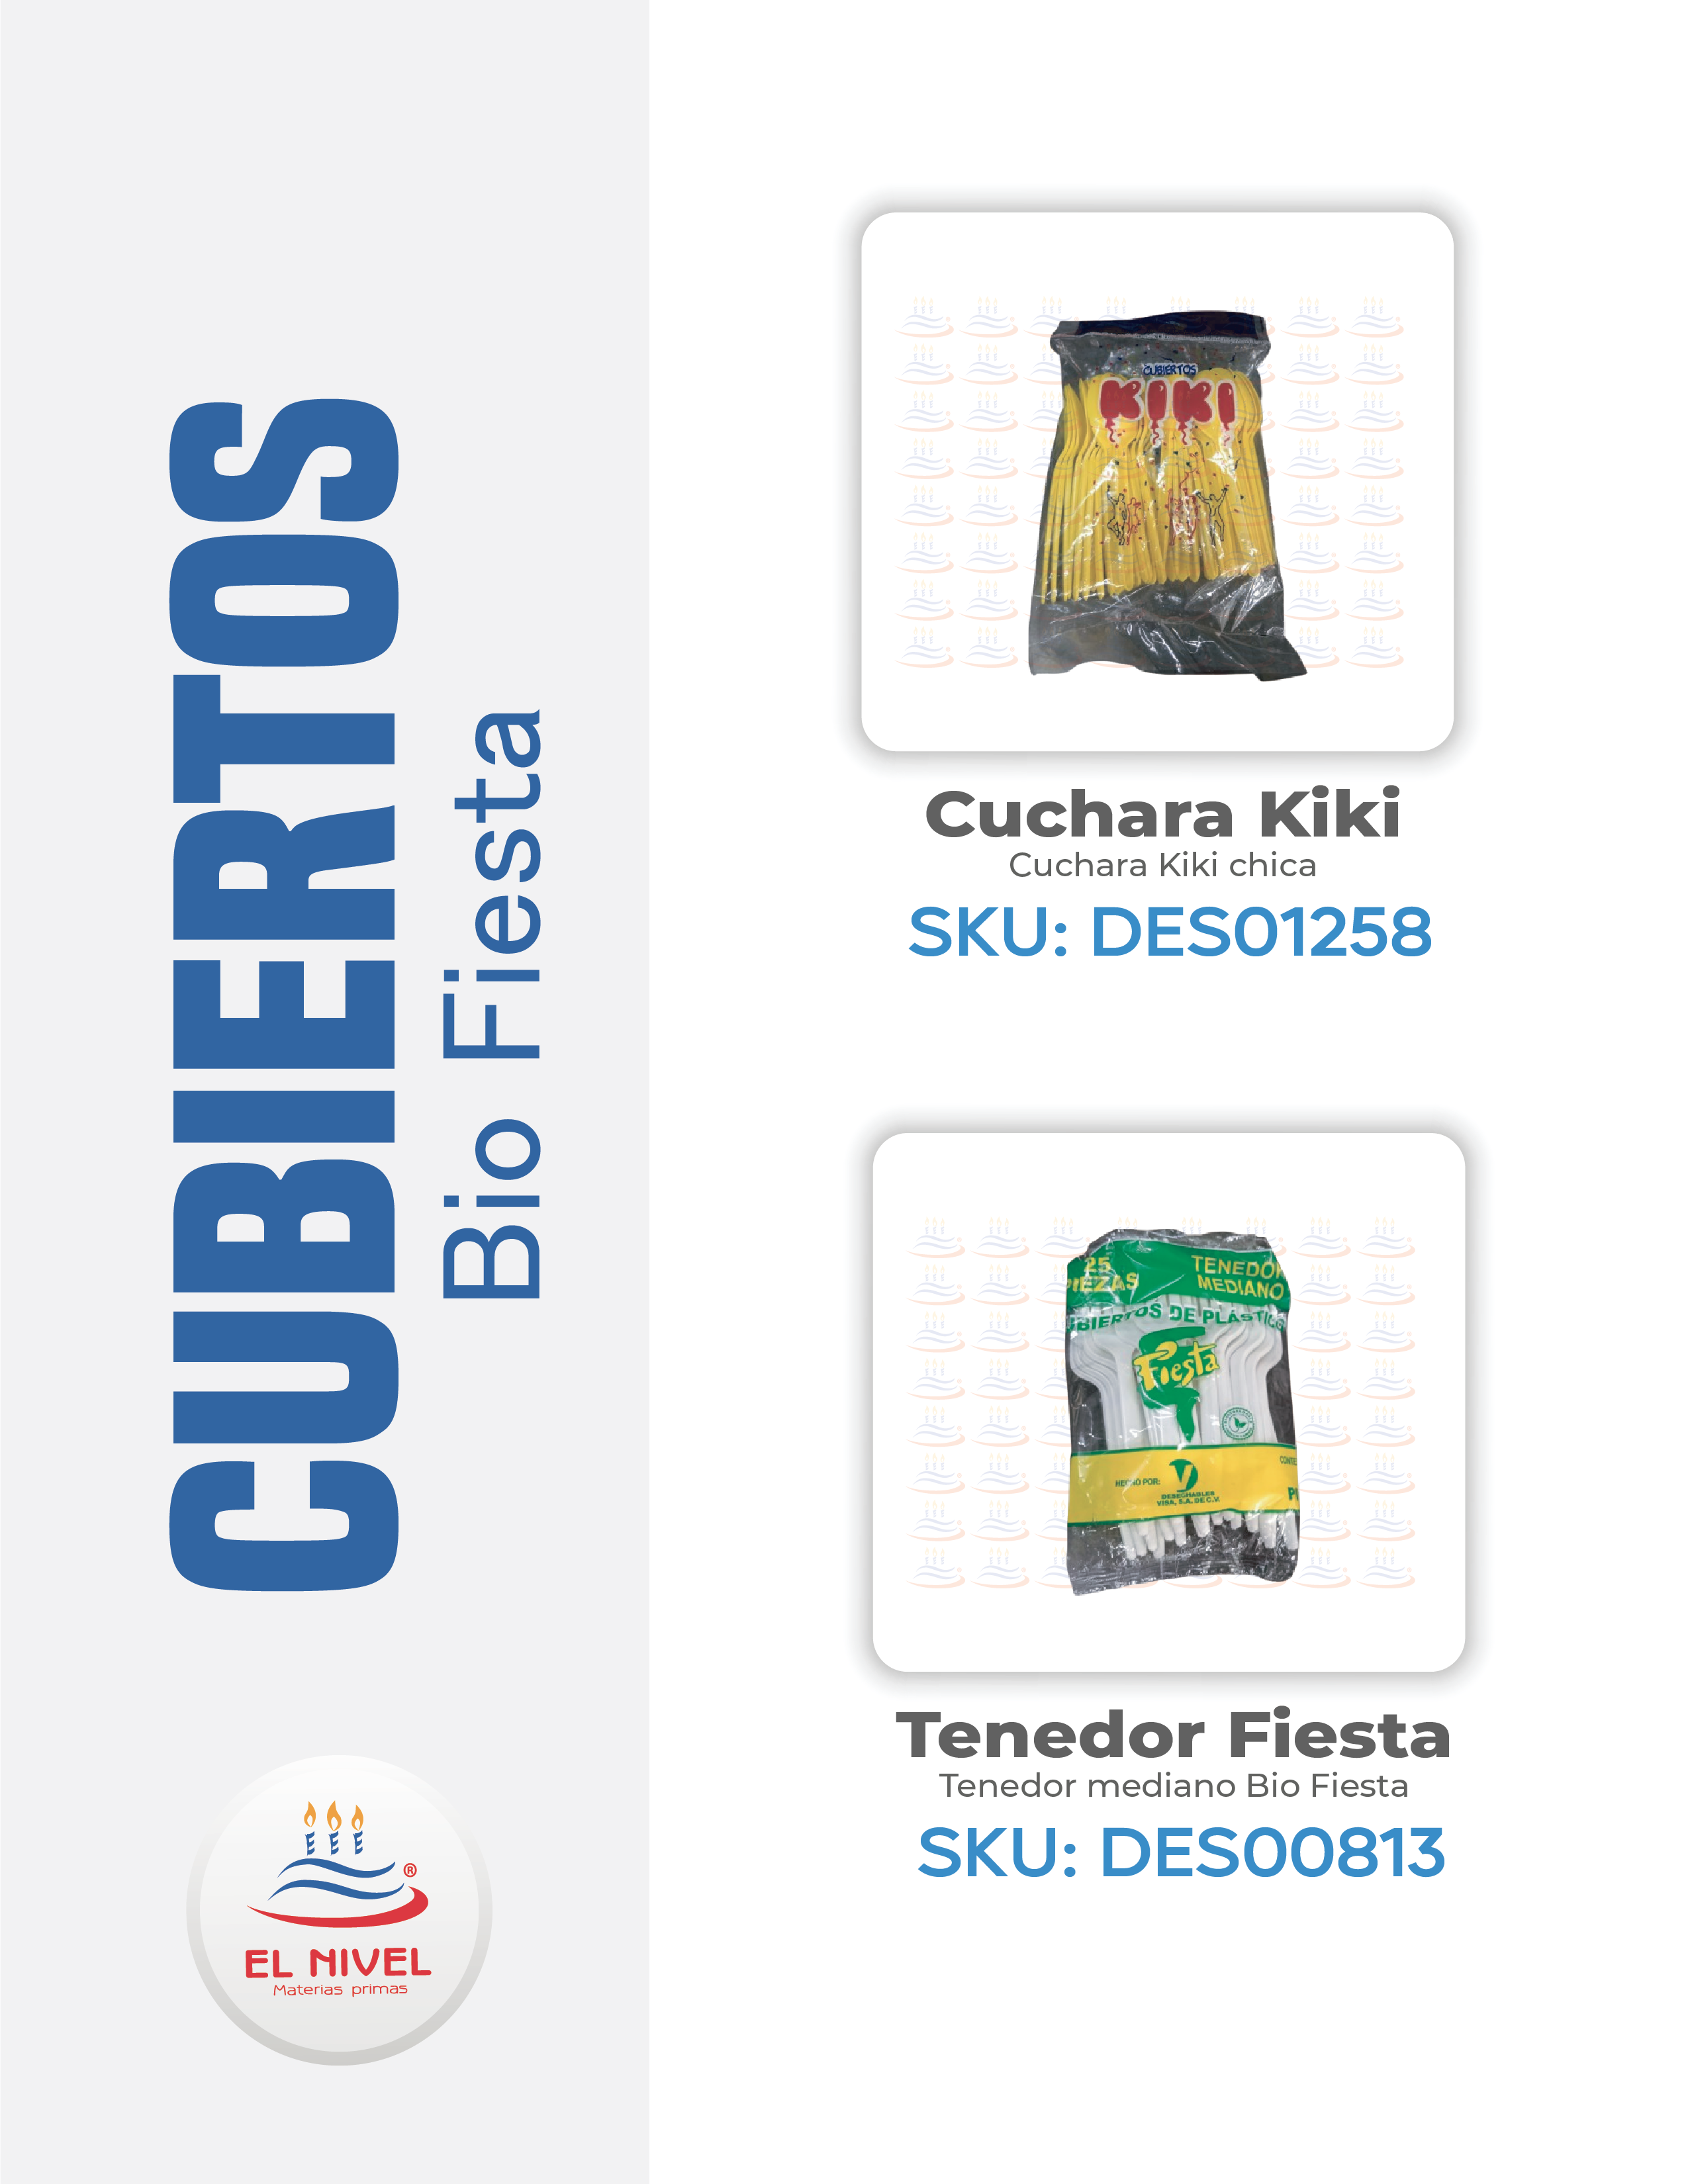 CUBIERTOS
Bio Fiesta
EL NIVEL
Materias primas
®
CUBIERTOS
KIKI
Cuchara Kiki
Cuchara Kiki chica
SKU: DES01258
25
PIEZAS
TENEDOR
MEDIANO
CUBIERTOS DE PLÁSTICO
Fiesta
HECHO POR:
V
DESECHABLES
VISA, S.A. DE C.V.
Tenedor Fiesta
Tenedor mediano Bio Fiesta
SKU: DES00813